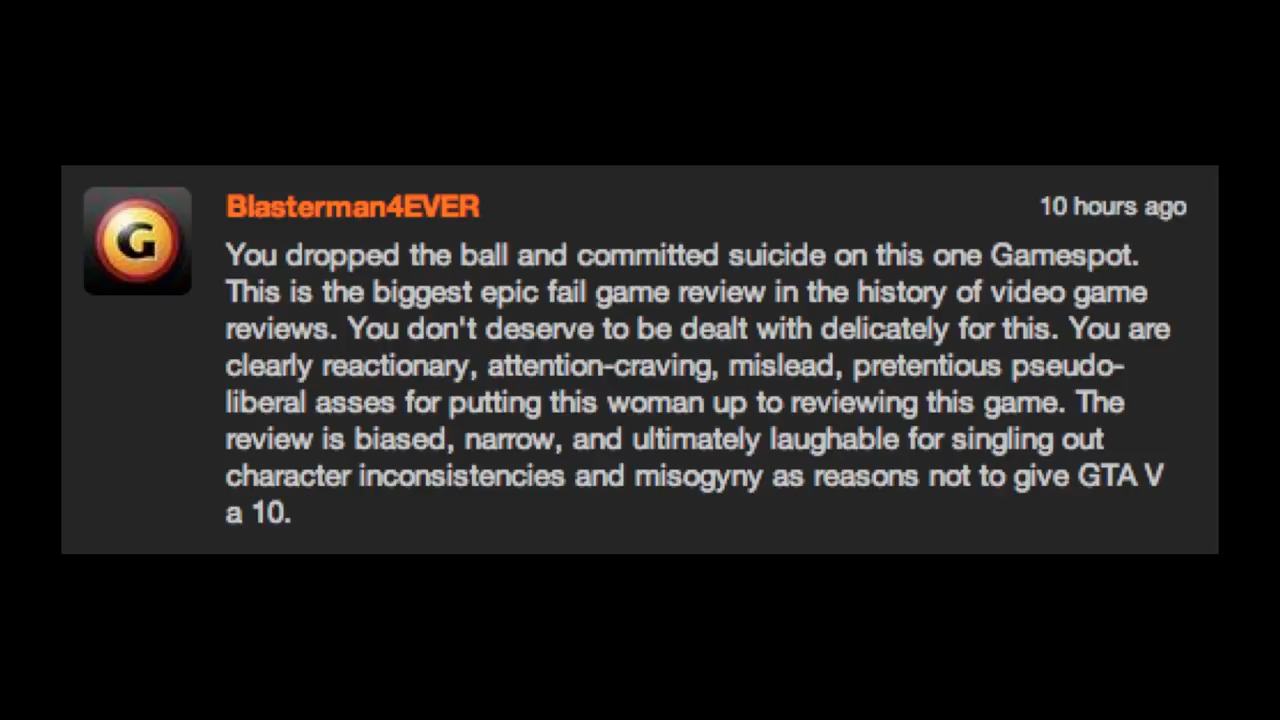 G
Blasterman4EVER
10 hours ago
You dropped the ball and committed suicide on this one Gamespot.
This is the biggest epic fail game review in the history of video game
reviews. You don't deserve to be dealt with delicately for this. You are
clearly reactionary, attention-craving, mislead, pretentious pseudo-
liberal asses for putting this woman up to reviewing this game. The
review is biased, narrow, and ultimately laughable for singling out
character inconsistencies and misogyny as reasons not to give GTA V
a 10.